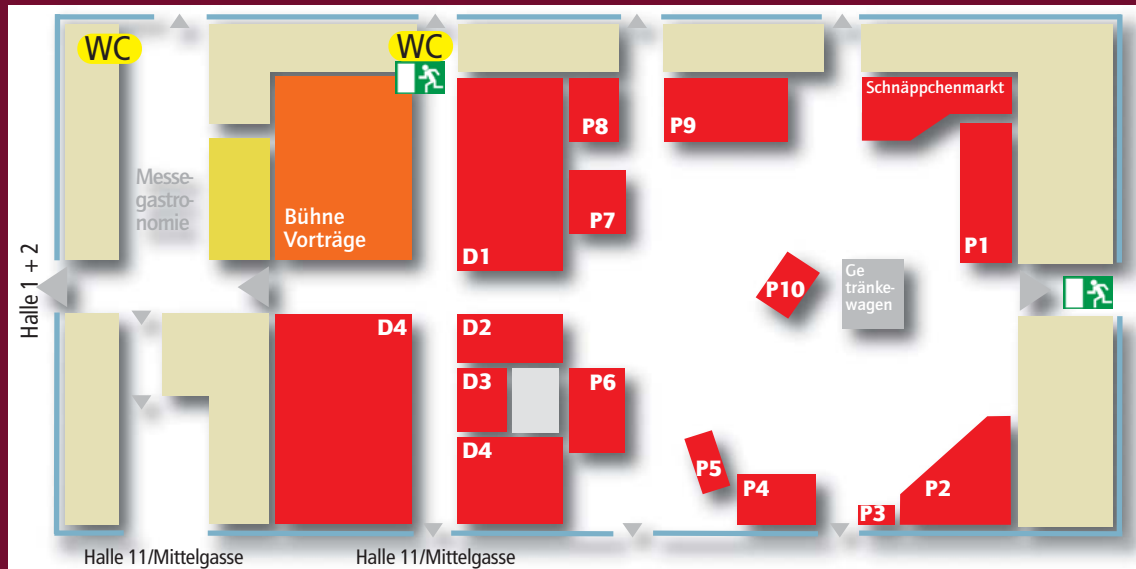 WC
WC
Schnäppchenmarkt
P8
P9
Messe-
gastro-
nomie
Bühne
Vorträge
P7
D1
P1
Halle 1 + 2
P10
Ge
tränke-
wagen
D4
D2
D3
P6
D4
P5
P4
P3
P2
Halle 11/Mittelgasse
Halle 11/Mittelgasse